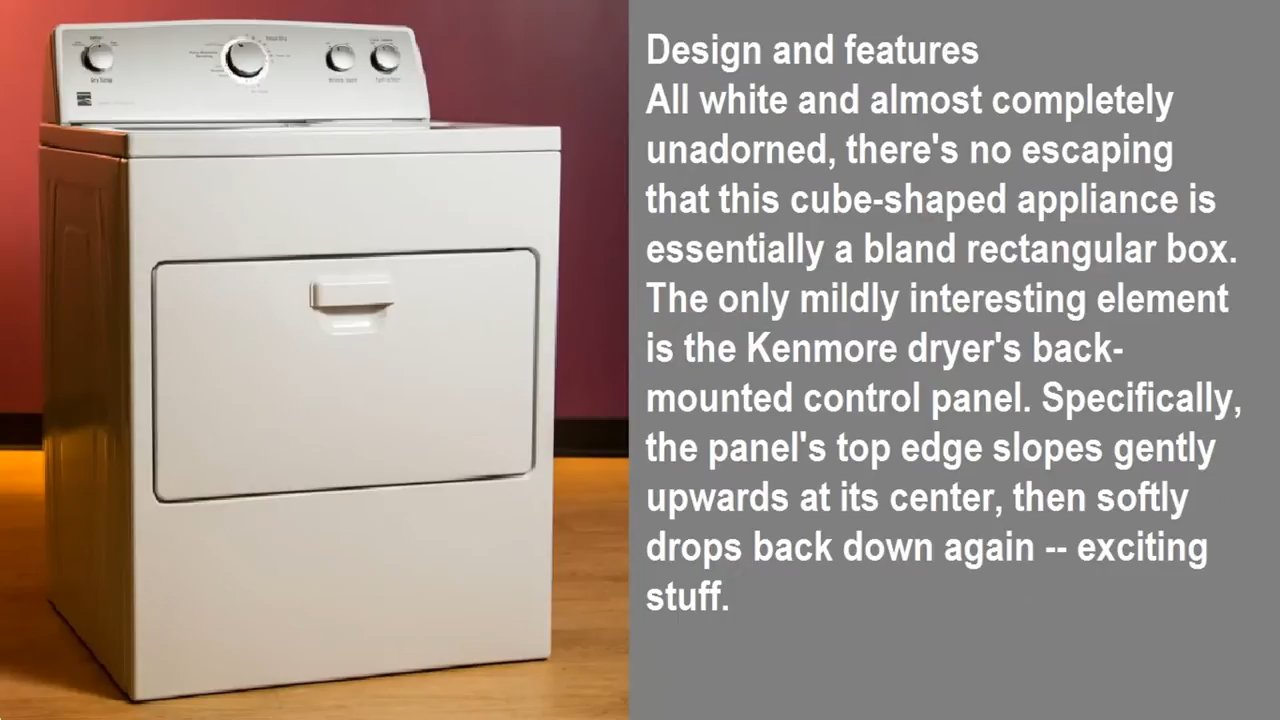 Design and features
All white and almost completely
unadorned, there's no escaping
that this cube-shaped appliance is
essentially a bland rectangular box.
The only mildly interesting element
is the Kenmore dryer's back-
mounted control panel. Specifically,
the panel's top edge slopes gently
upwards at its center, then softly
drops back down again -- exciting
stuff.